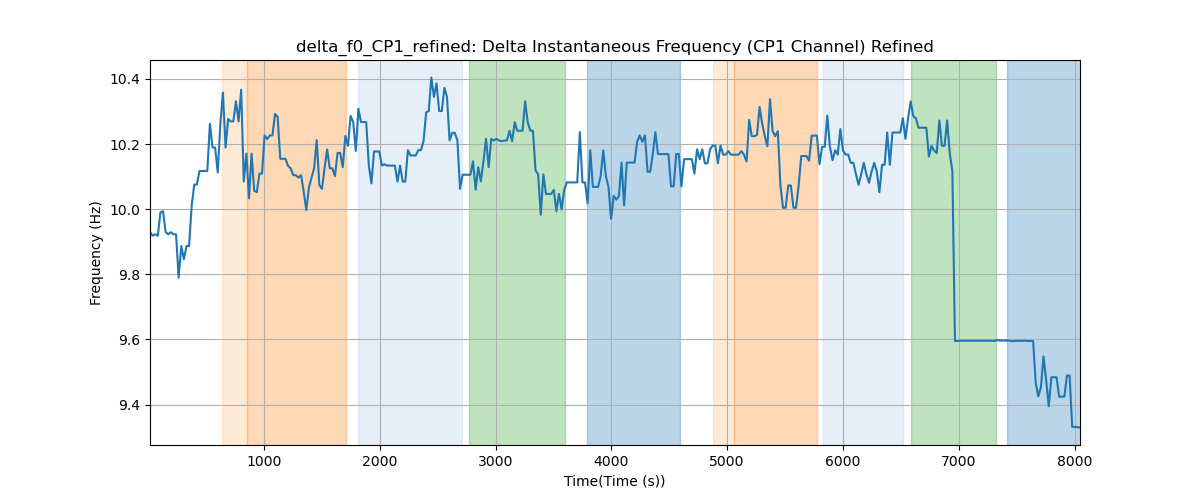 delta_f0_CP1_refined: Delta Instantaneous Frequency (CP1 Channel) Refined
10.4
10.2
10.0
9.8
9.6
9.4
Frequency (Hz)
1000 2000 3000 4000 5000 6000 7000 8000
Time(Time (s))